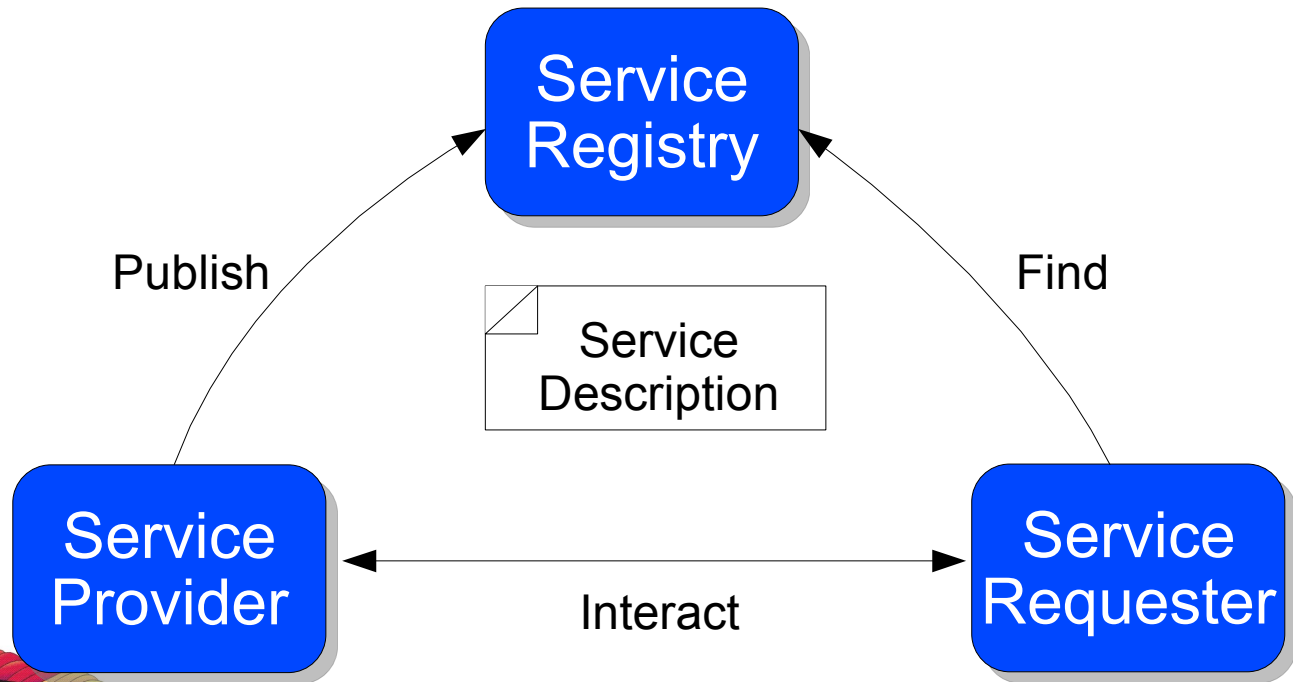 Service
Registry
Publish
Find
Service
Description
Service
Provider
Interact
Service
Requester